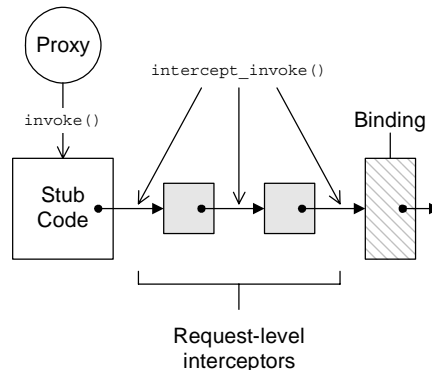 Proxy
intercept_invoke()
invoke()
Binding
Stub
Code
Request-level
interceptors